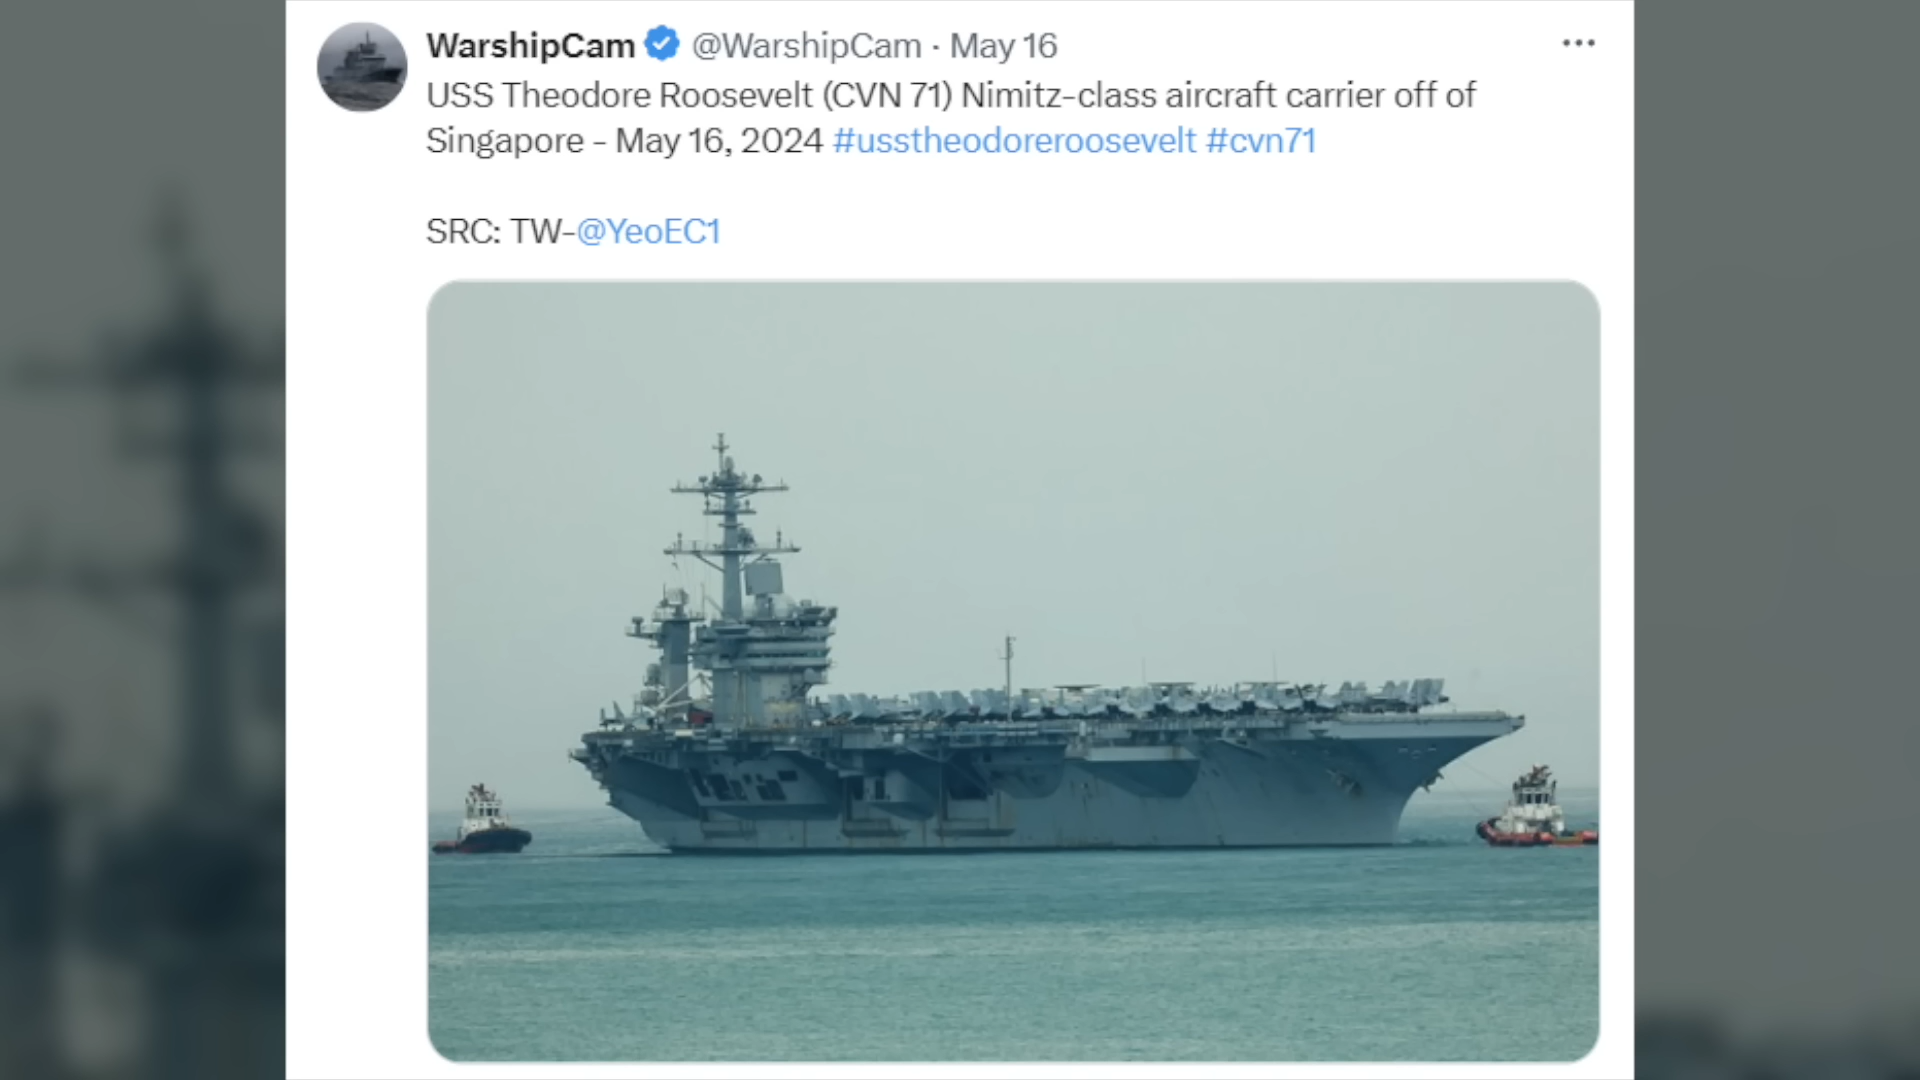 WarshipCam @WarshipCam · May 16
USS Theodore Roosevelt (CVN 71) Nimitz-class aircraft carrier off of
Singapore - May 16, 2024 #usstheodoreroosevelt #cvn71
SRC: TW-@YeoEC1